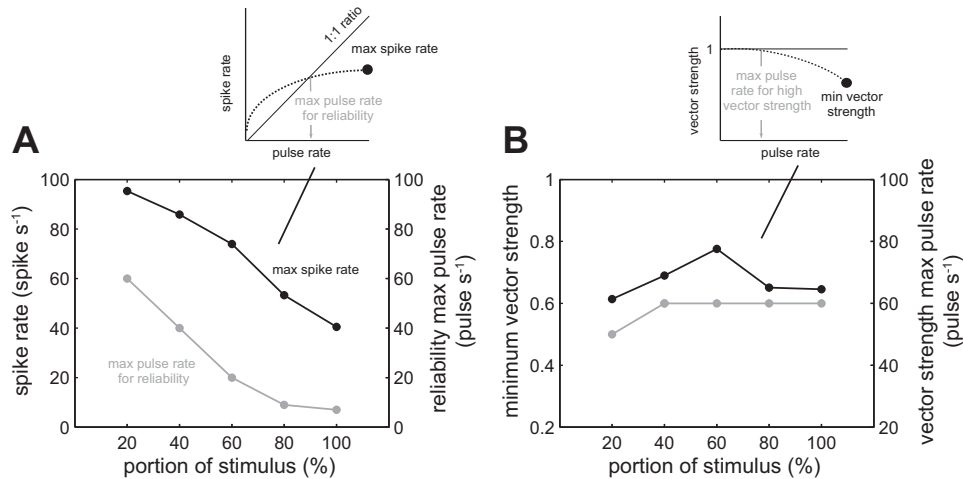 1:1 ratio
max spike rate
spike rate
max pulse
rate for reliability
for reliability
pulse rate
1
vector strength
max pulse
rate for high
vector strength
min vector
strength
pulse rate
A
100
80
60
40
20
0
spike rate (spike s-1)
max spike rate
max pulse rate
for reliability
100
80
60
40
20
0
reliability max pulse rate
(pulse s-1)
20 40 60 80 100
portion of stimulus (%)
B
1
0.8
0.6
0.4
0.2
minimum vector strength
100
80
60
40
20
vector strength max pulse rate
(pulse s-1)
20 40 60 80 100
portion of stimulus (%)